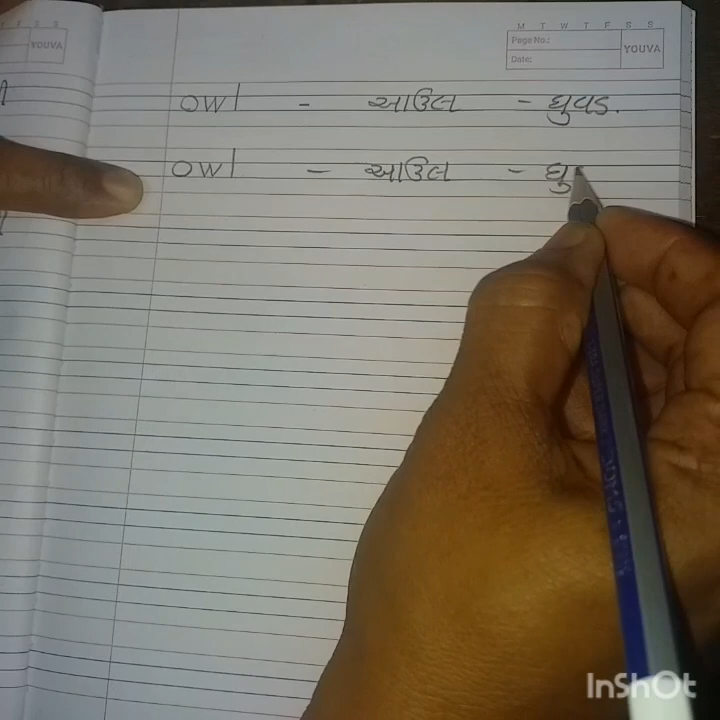 F S S
YOUVA
M T W T F S S
Page No.:
Date:
YOUVA
owl - આઉલ - ઘુવડ.
owl - આઉલ - ઘુ
InShOt